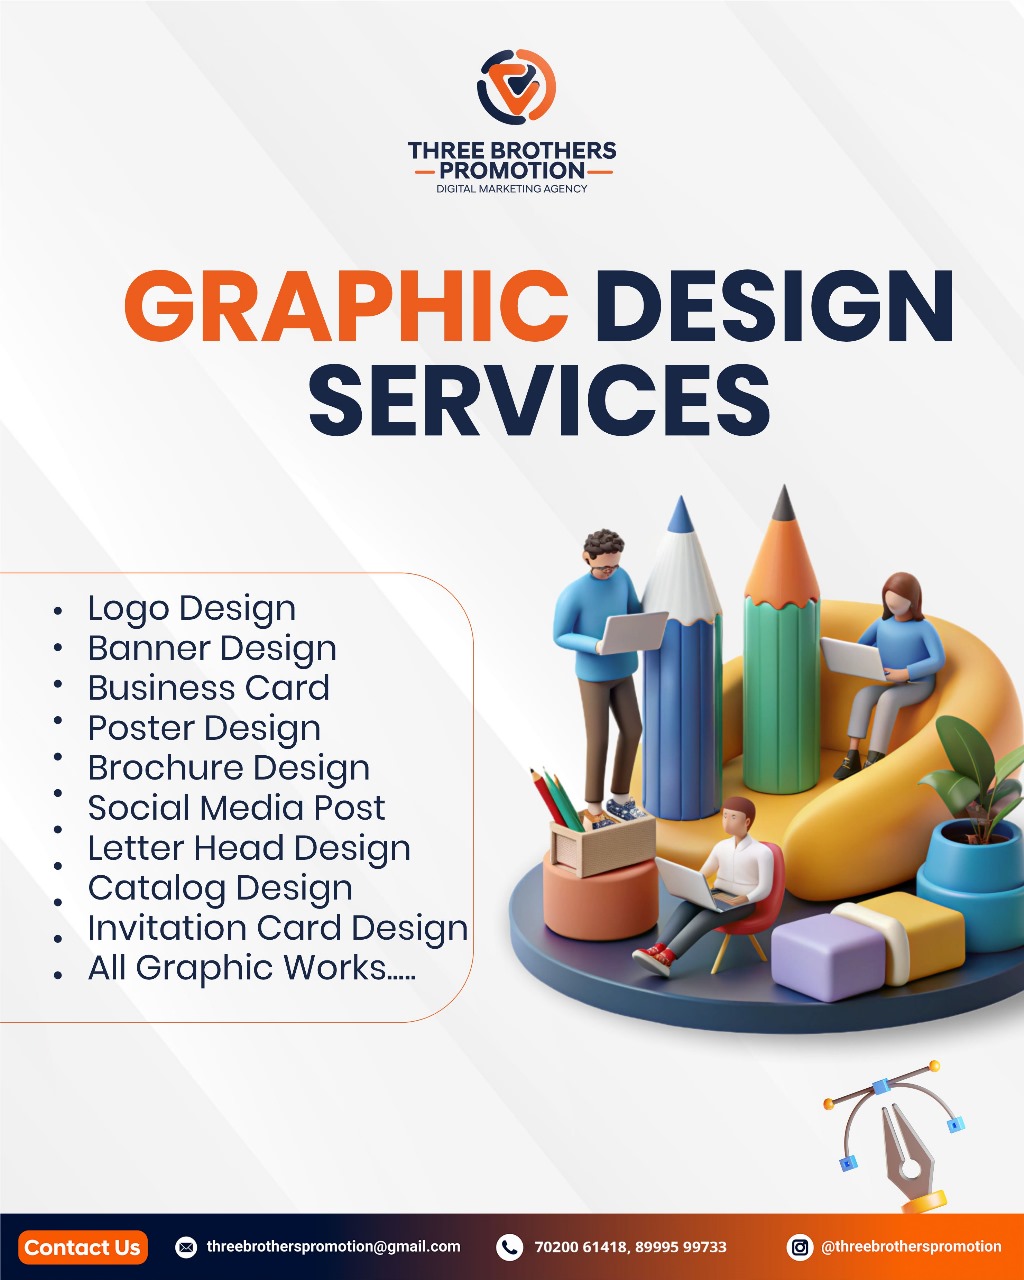 THREE BROTHERS
PROMOTION
DIGITAL MARKETING AGENCY
GRAPHIC DESIGN
SERVICES
• Logo Design
• Banner Design
• Business Card
• Poster Design
• Brochure Design
• Social Media Post
• Letter Head Design
• Catalog Design
• Invitation Card Design
• All Graphic Works.....
Contact Us threebrotherspromotion@gmail.com 70200 61418, 89995 99733 @threebrotherspromotion